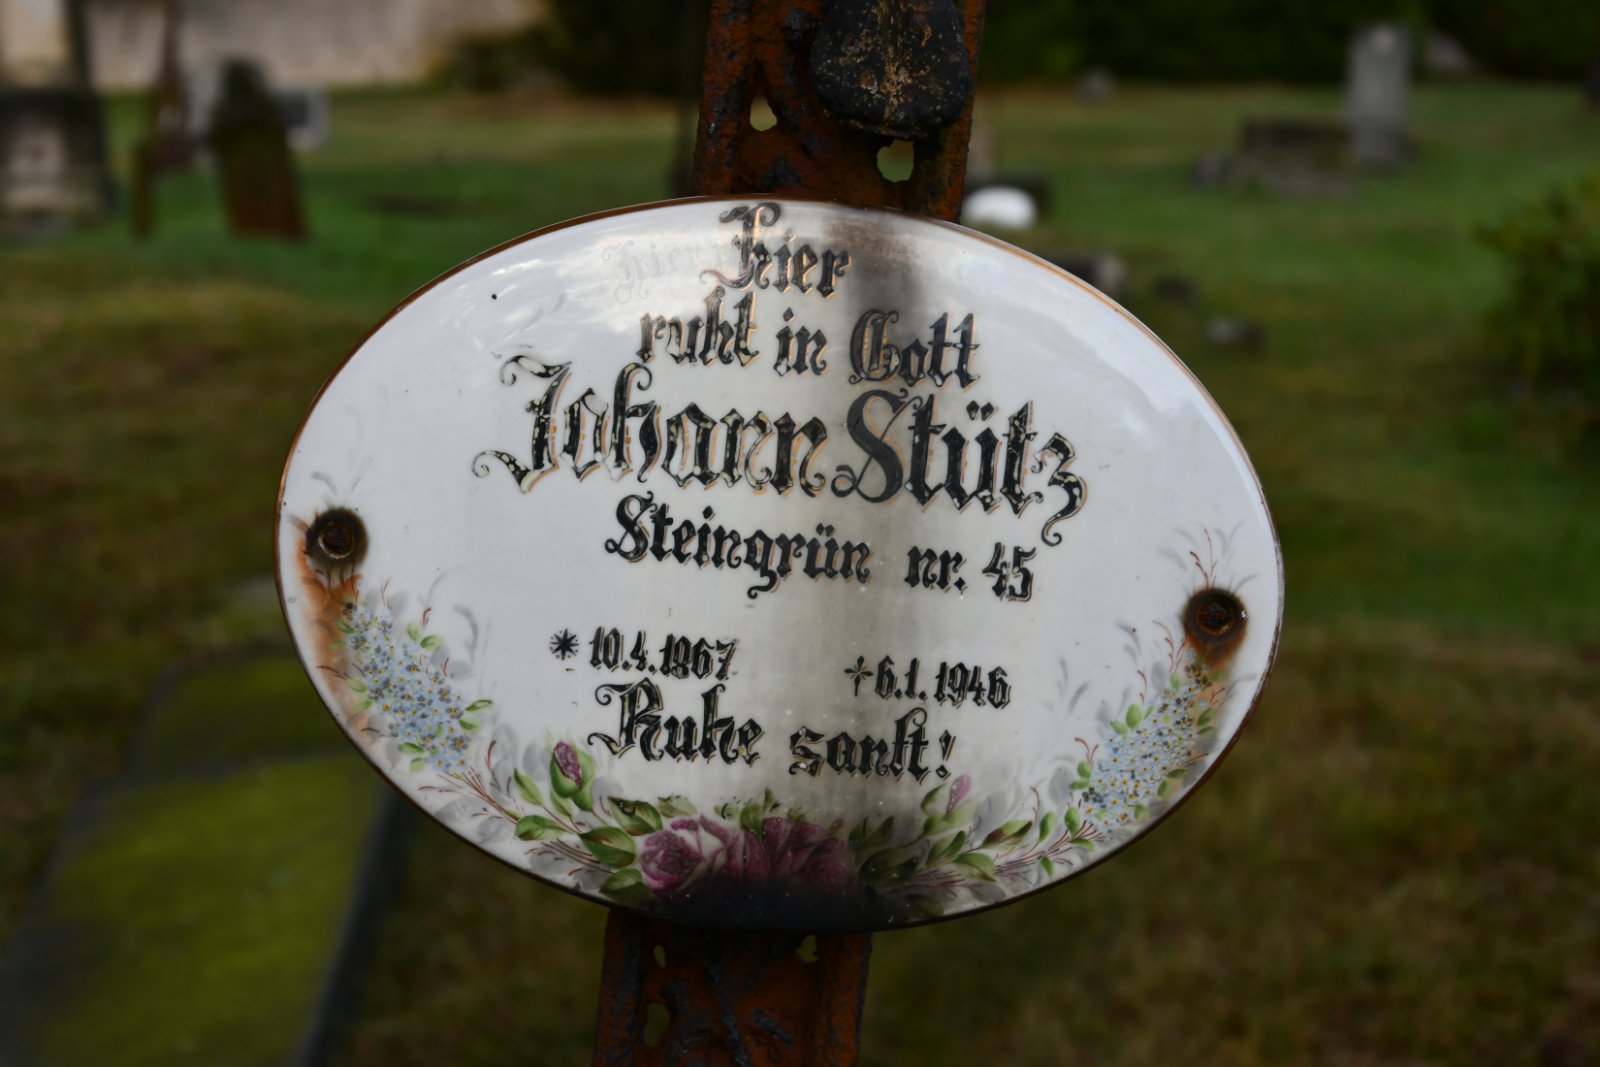 Hier
ruht in Gott
Johann Stütz
Steingrün nr. 45
* 10.4.1867 † 6.1.1946
Ruhe sanft!